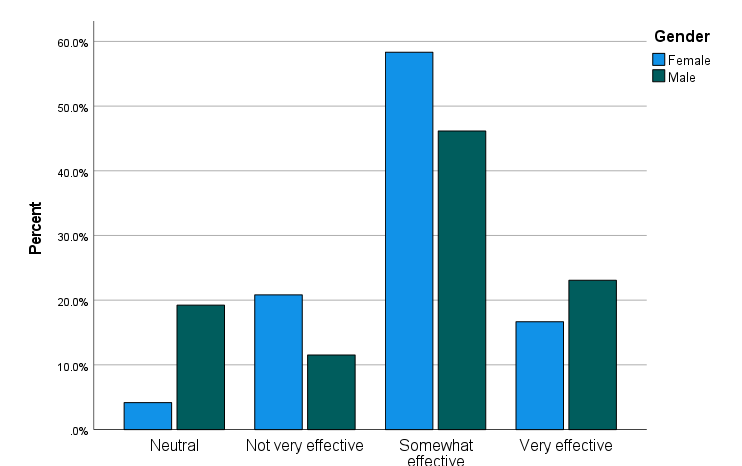 Gender
Female
Male
60.0%
50.0%
40.0%
30.0%
20.0%
10.0%
.0%
Percent
Neutral
Not very effective
Somewhat
effective
Very effective